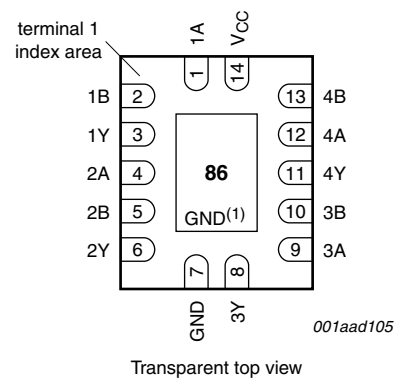 terminal 1
index area
1A
VCC
1
14
1B 2
13 4B
1Y 3
12 4A
2A 4
86
11 4Y
2B 5
GND(1)
10 3B
2Y 6
9 3A
7
8
GND
3Y
001aad105
Transparent top view